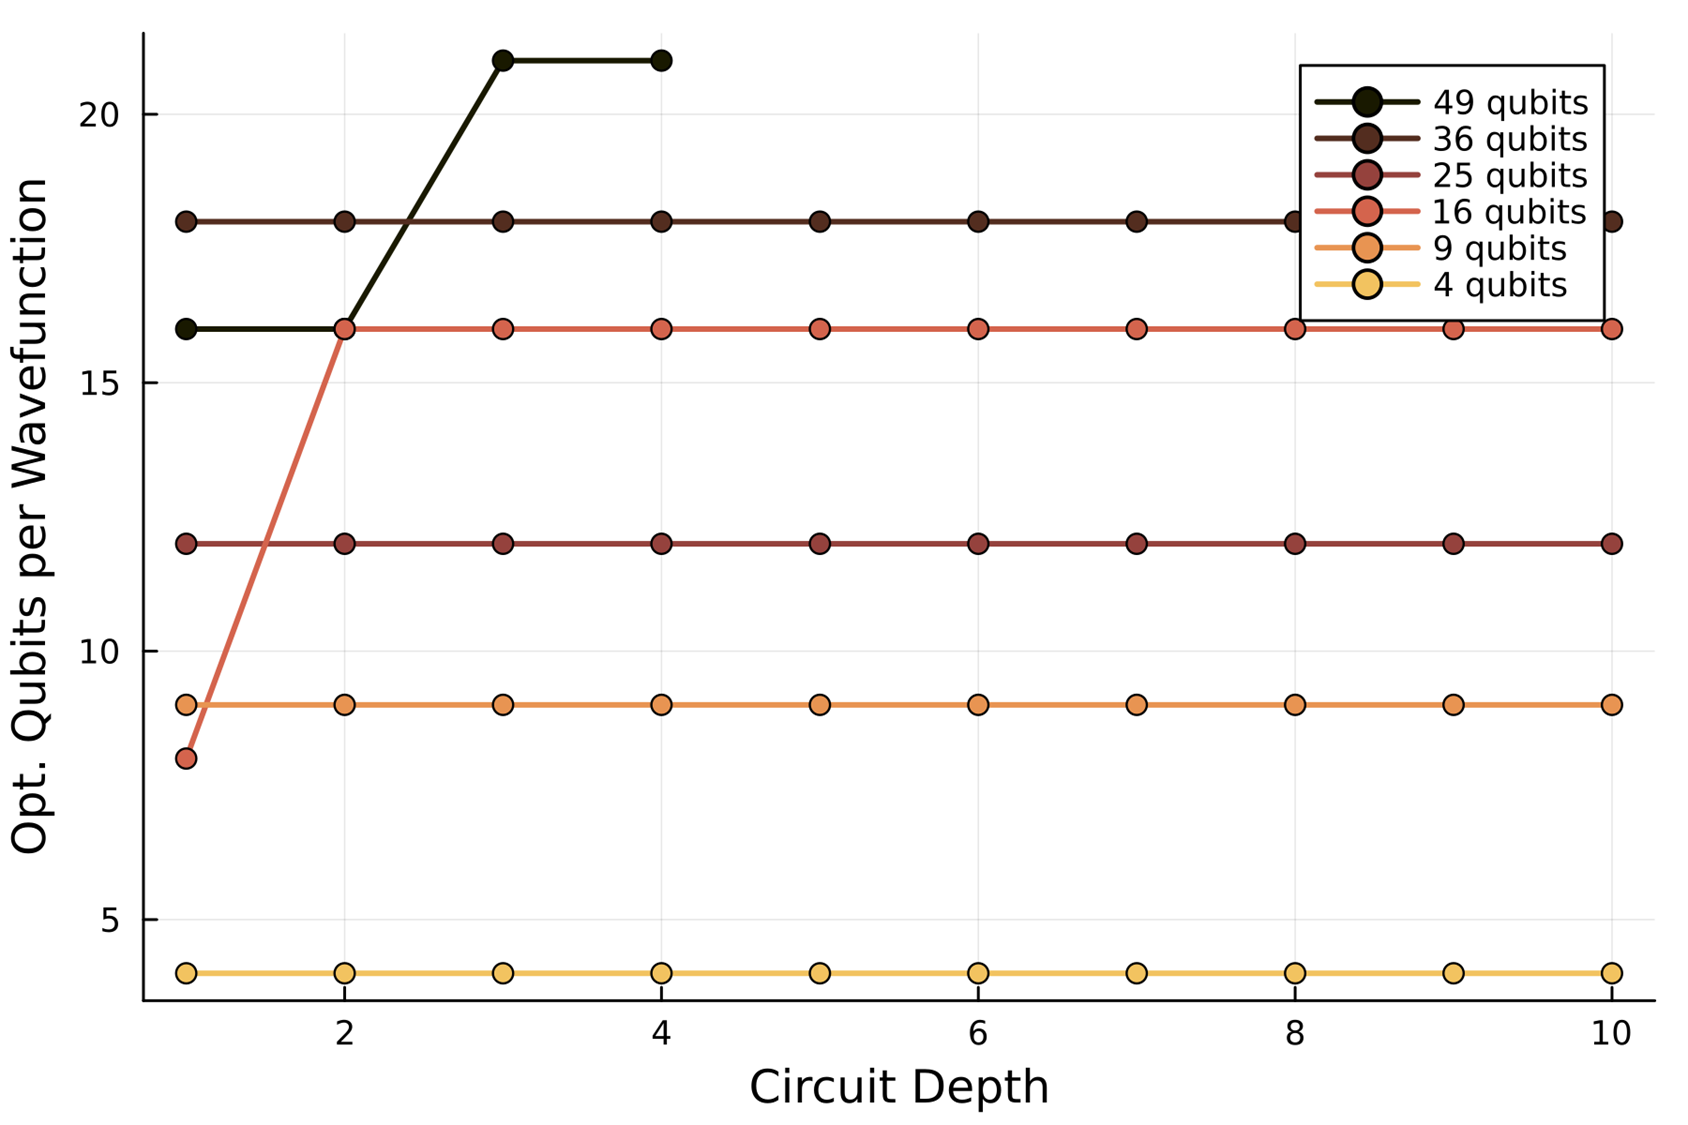 Opt. Qubits per Wavefunction
20
15
10
5
49 qubits
36 qubits
25 qubits
16 qubits
9 qubits
4 qubits
2 4 6 8 10
Circuit Depth